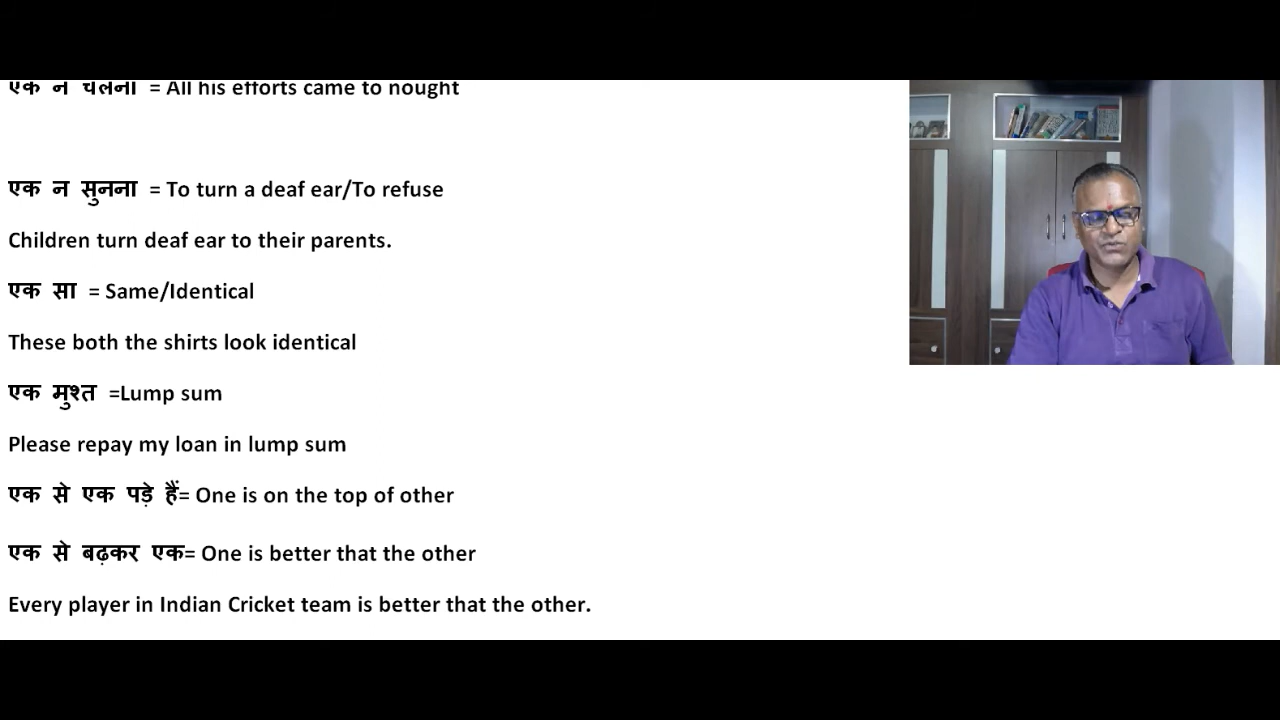 एक न चलना = All his efforts came to nought
एक न सुनना = To turn a deaf ear/To refuse
Children turn deaf ear to their parents.
एक सा = Same/Identical
These both the shirts look identical
एक मुश्त =Lump sum
Please repay my loan in lump sum
एक से एक पड़े हैं= One is on the top of other
एक से बढ़कर एक= One is better that the other
Every player in Indian Cricket team is better that the other.